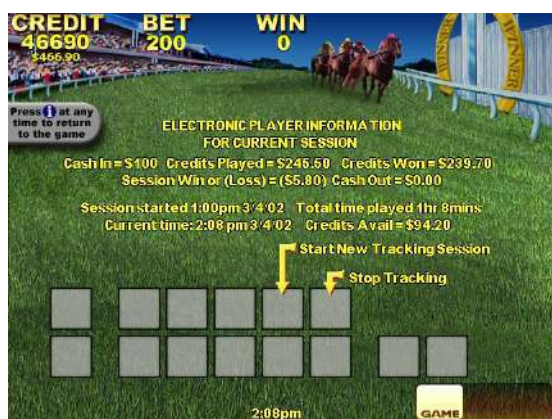 CREDIT BET WIN
46690 200 0
$466.90
WINNER
WINNER
Press i at any
time to return
to the game
ELECTRONIC PLAYER INFORMATION
FOR CURRENT SESSION
Cash In = $100 Credits Played = $245.50 Credits Won = $239.70
Session Win or (Loss) = ($5.80) Cash Out = $0.00
Session started 1:00pm 3/4/02 Total time played 1hr 8mins
Current time: 2:08 pm 3/4/02 Credits Avail = $94.20
Start New Tracking Session
Stop Tracking
2:08pm
GAME